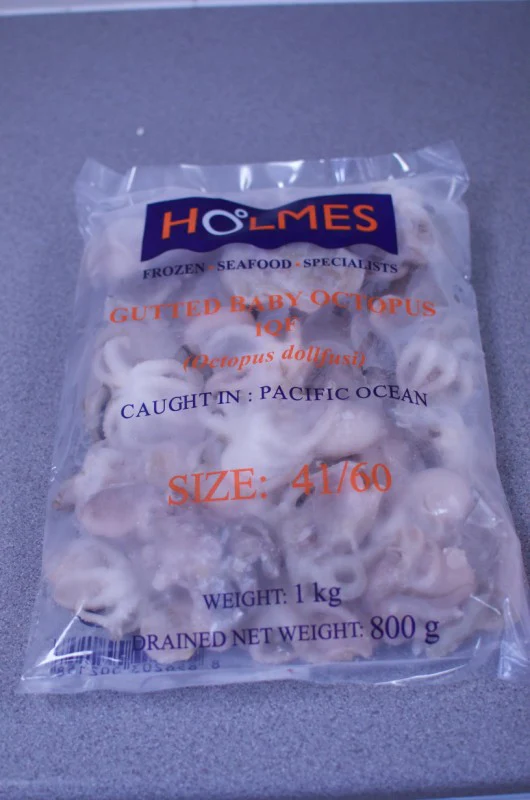 HOLMES
FROZEN • SEAFOOD • SPECIALISTS
GUTTED BABY OCTOPUS
IQF
(Octopus dollfusi)
CAUGHT IN : PACIFIC OCEAN
SIZE: 41/60
WEIGHT: 1 kg
DRAINED NET WEIGHT: 800 g